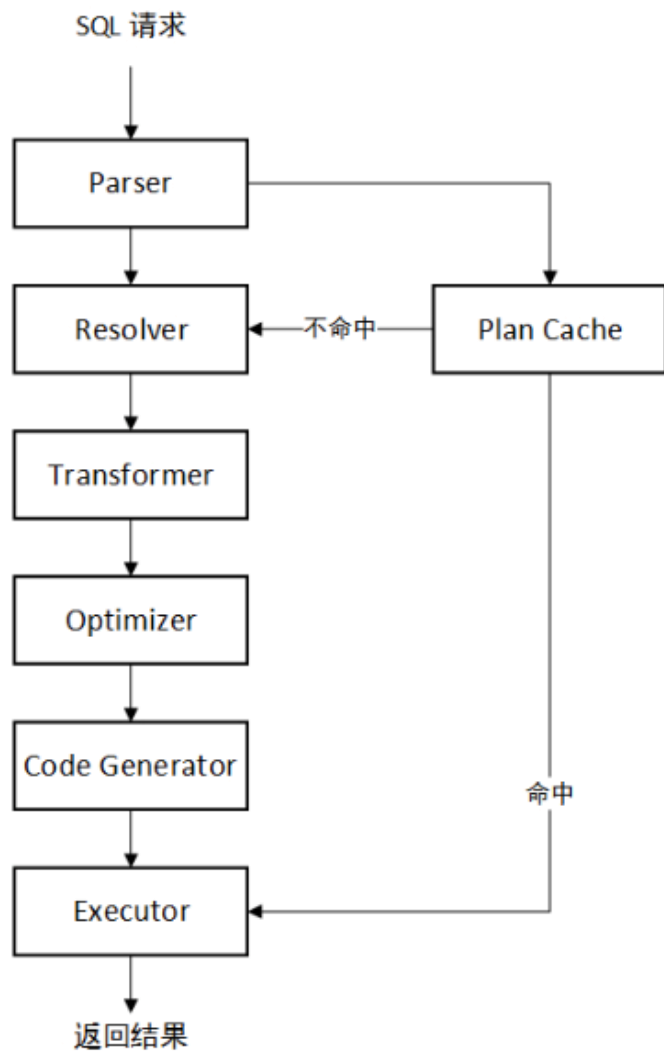 SQL 请求
Parser
Resolver
不命中
Plan Cache
Transformer
Optimizer
Code Generator
命中
Executor
返回结果